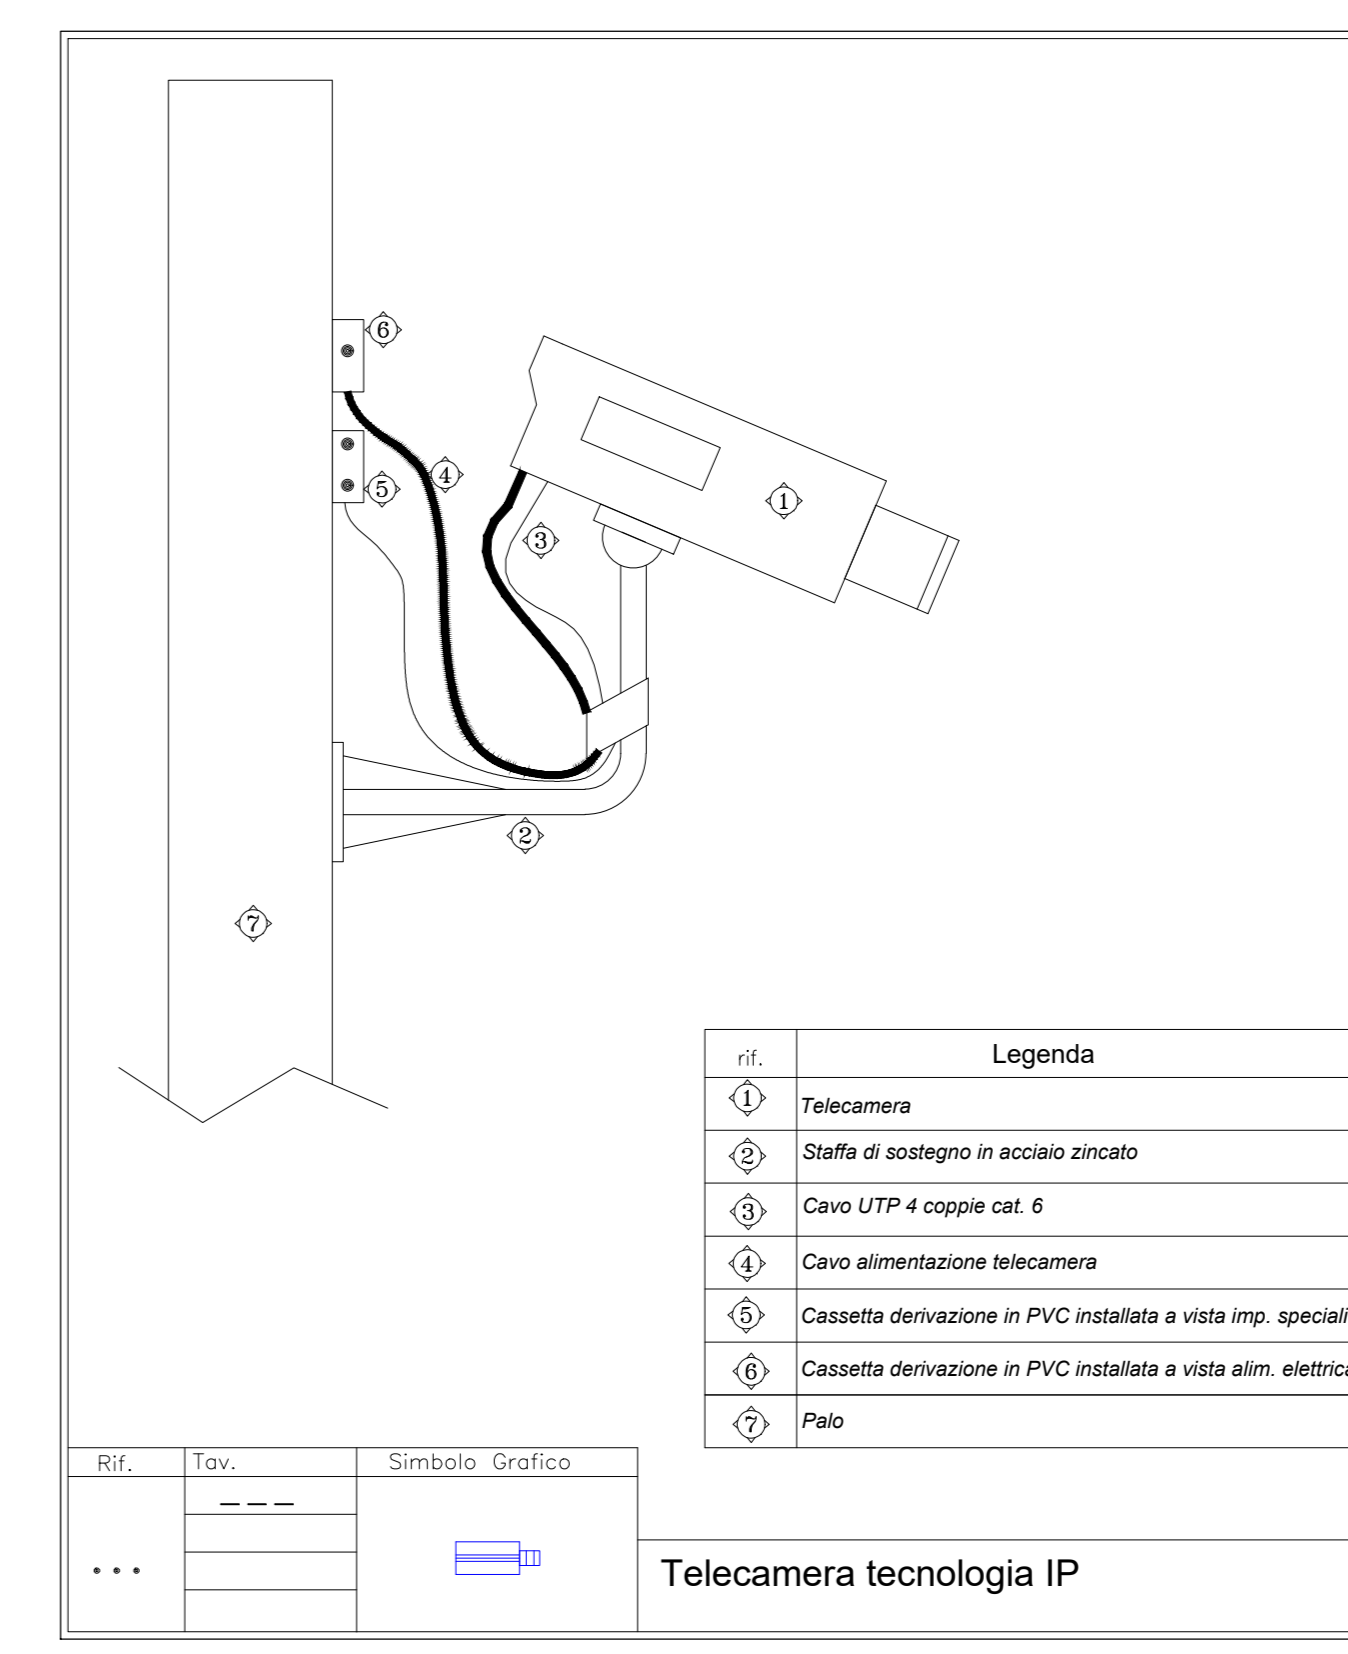 6
4
5
3
1
2
7
rif. Legenda
1 Telecamera
2 Staffa di sostegno in acciaio zincato
3 Cavo UTP 4 coppie cat. 6
4 Cavo alimentazione telecamera
5 Cassetta derivazione in PVC installata a vista imp. speciali
6 Cassetta derivazione in PVC installata a vista alim. elettrica
7 Palo
Rif. Tav. Simbolo Grafico
– – –
• • •
Telecamera tecnologia IP